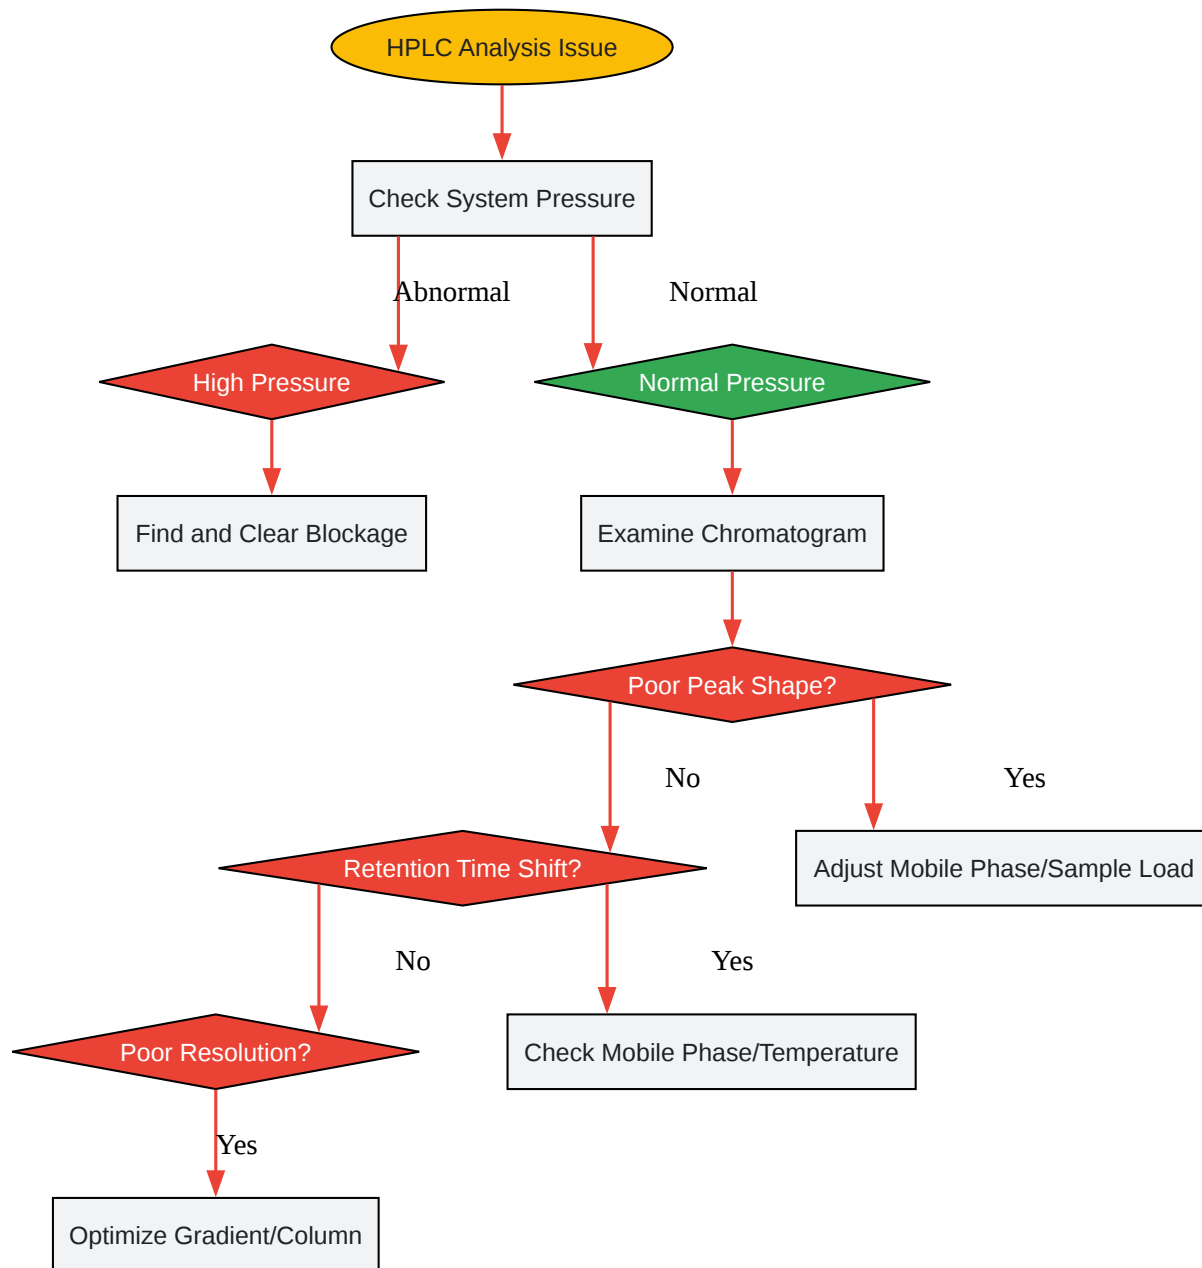 HPLC Analysis Issue
Check System Pressure
Abnormal
Normal
High Pressure
Normal Pressure
Find and Clear Blockage
Examine Chromatogram
Poor Peak Shape?
No
Yes
Retention Time Shift?
Adjust Mobile Phase/Sample Load
No
Yes
Poor Resolution?
Check Mobile Phase/Temperature
Yes
Optimize Gradient/Column